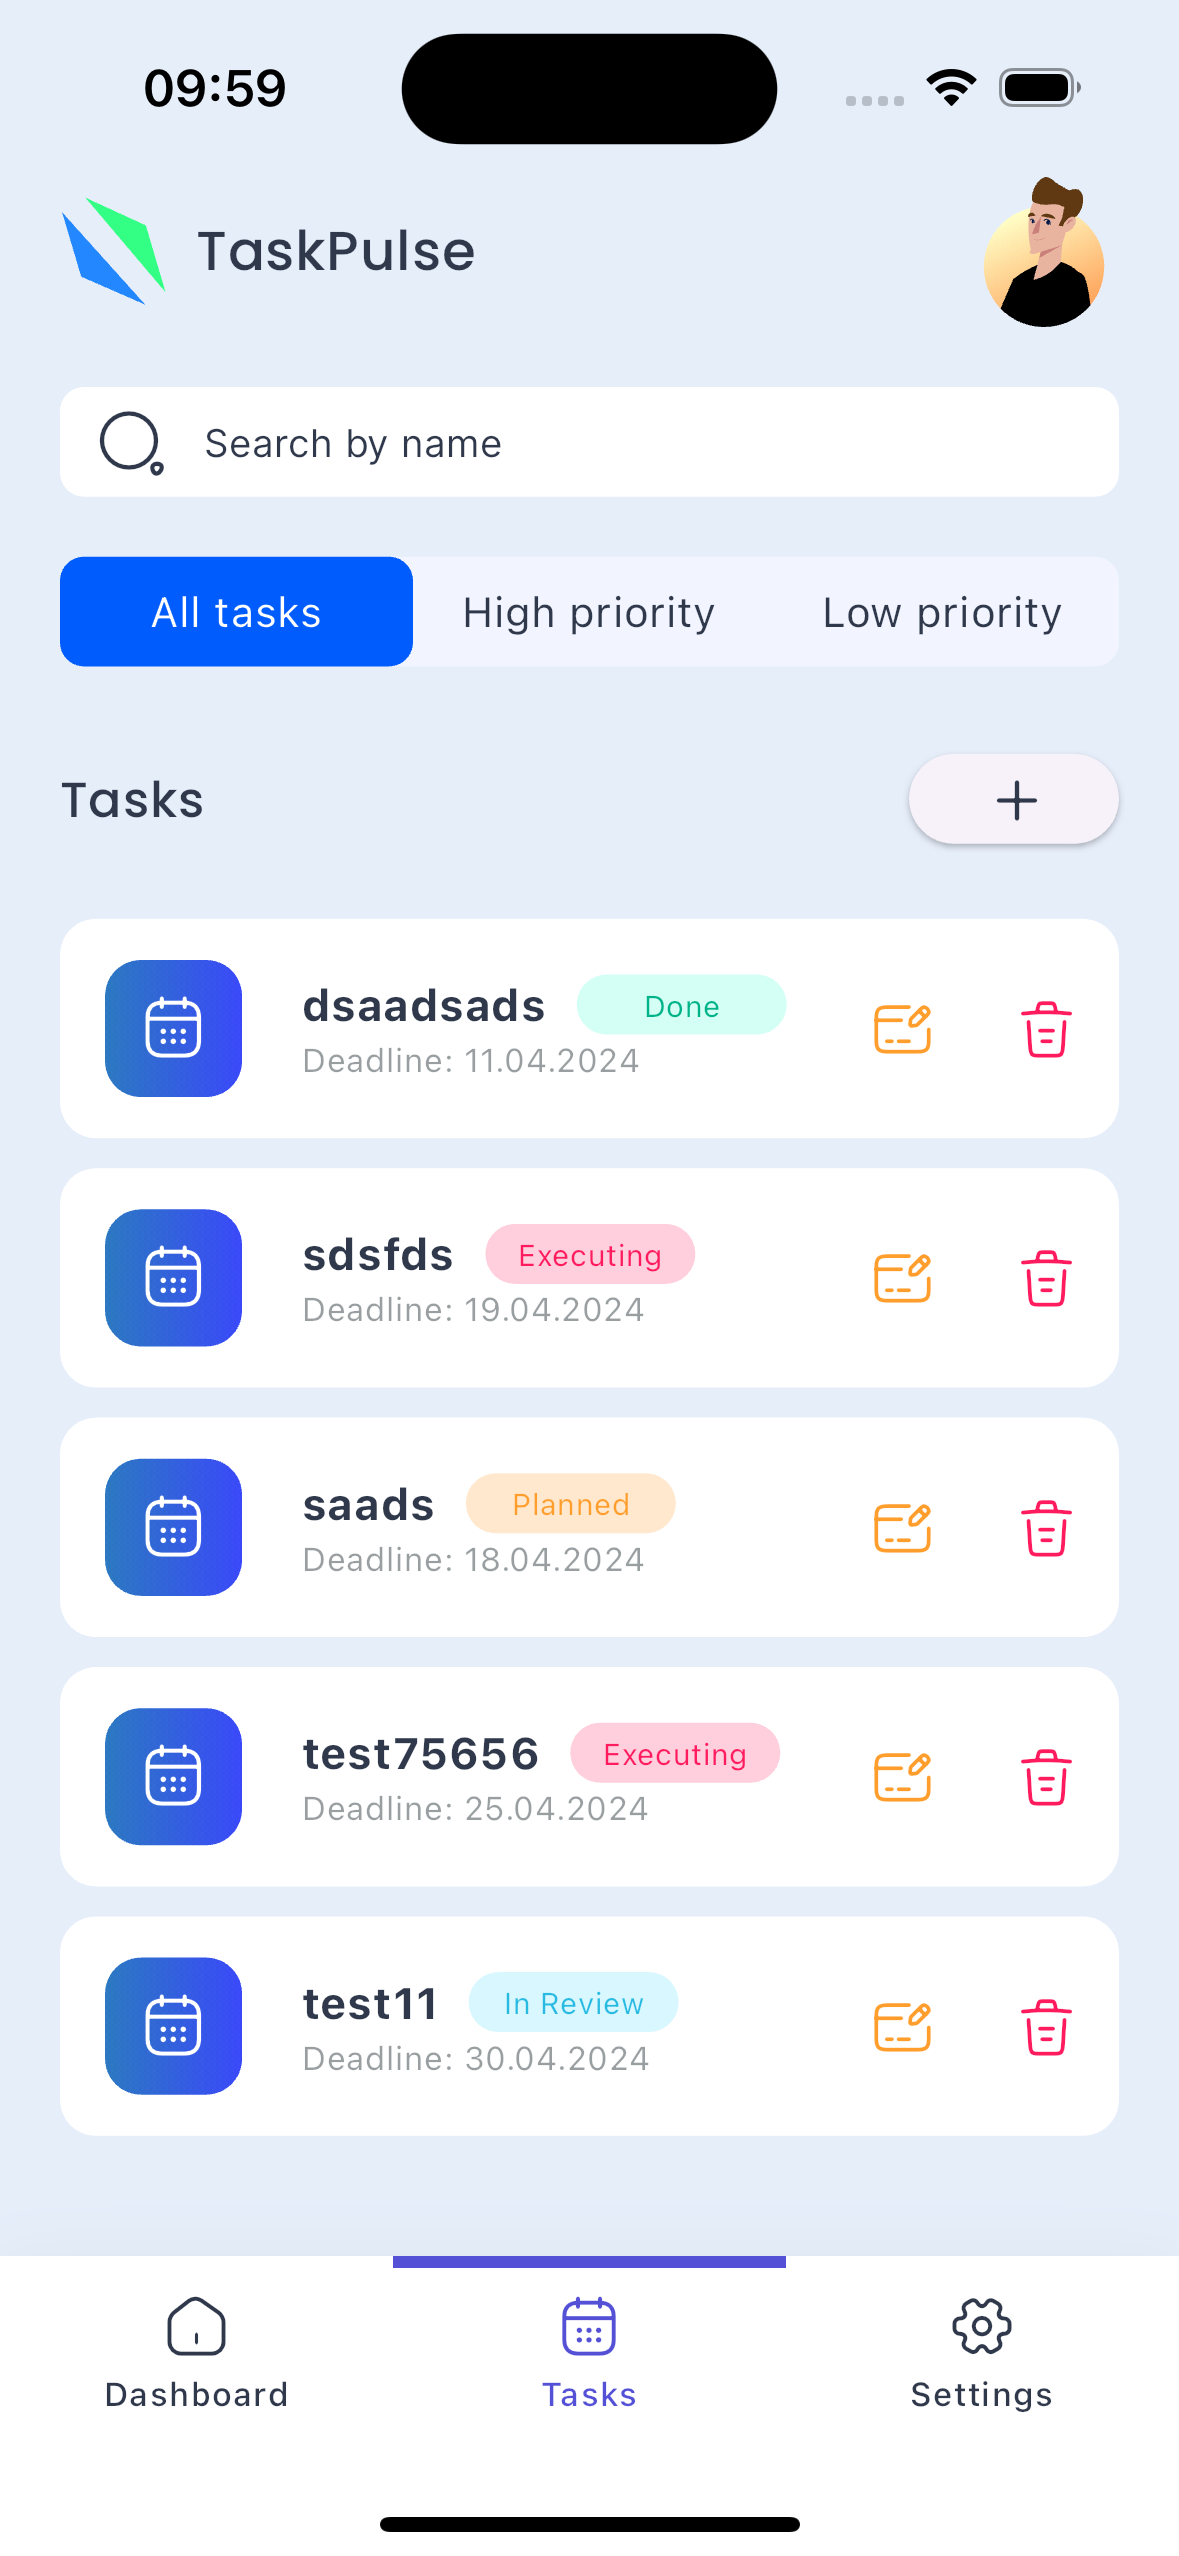 09:59
TaskPulse
Search by name
All tasks High priority Low priority
Tasks
dsaadsads Done
Deadline: 11.04.2024
sdsfds Executing
Deadline: 19.04.2024
saads Planned
Deadline: 18.04.2024
test75656 Executing
Deadline: 25.04.2024
test11 In Review
Deadline: 30.04.2024
Dashboard Tasks Settings